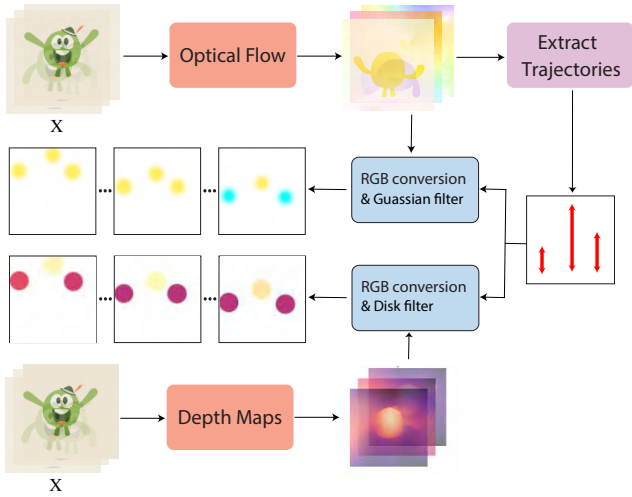 Optical Flow
Extract
Trajectories
X
RGB conversion
& Guassian filter
...
...
RGB conversion
& Disk filter
...
...
Depth Maps
X